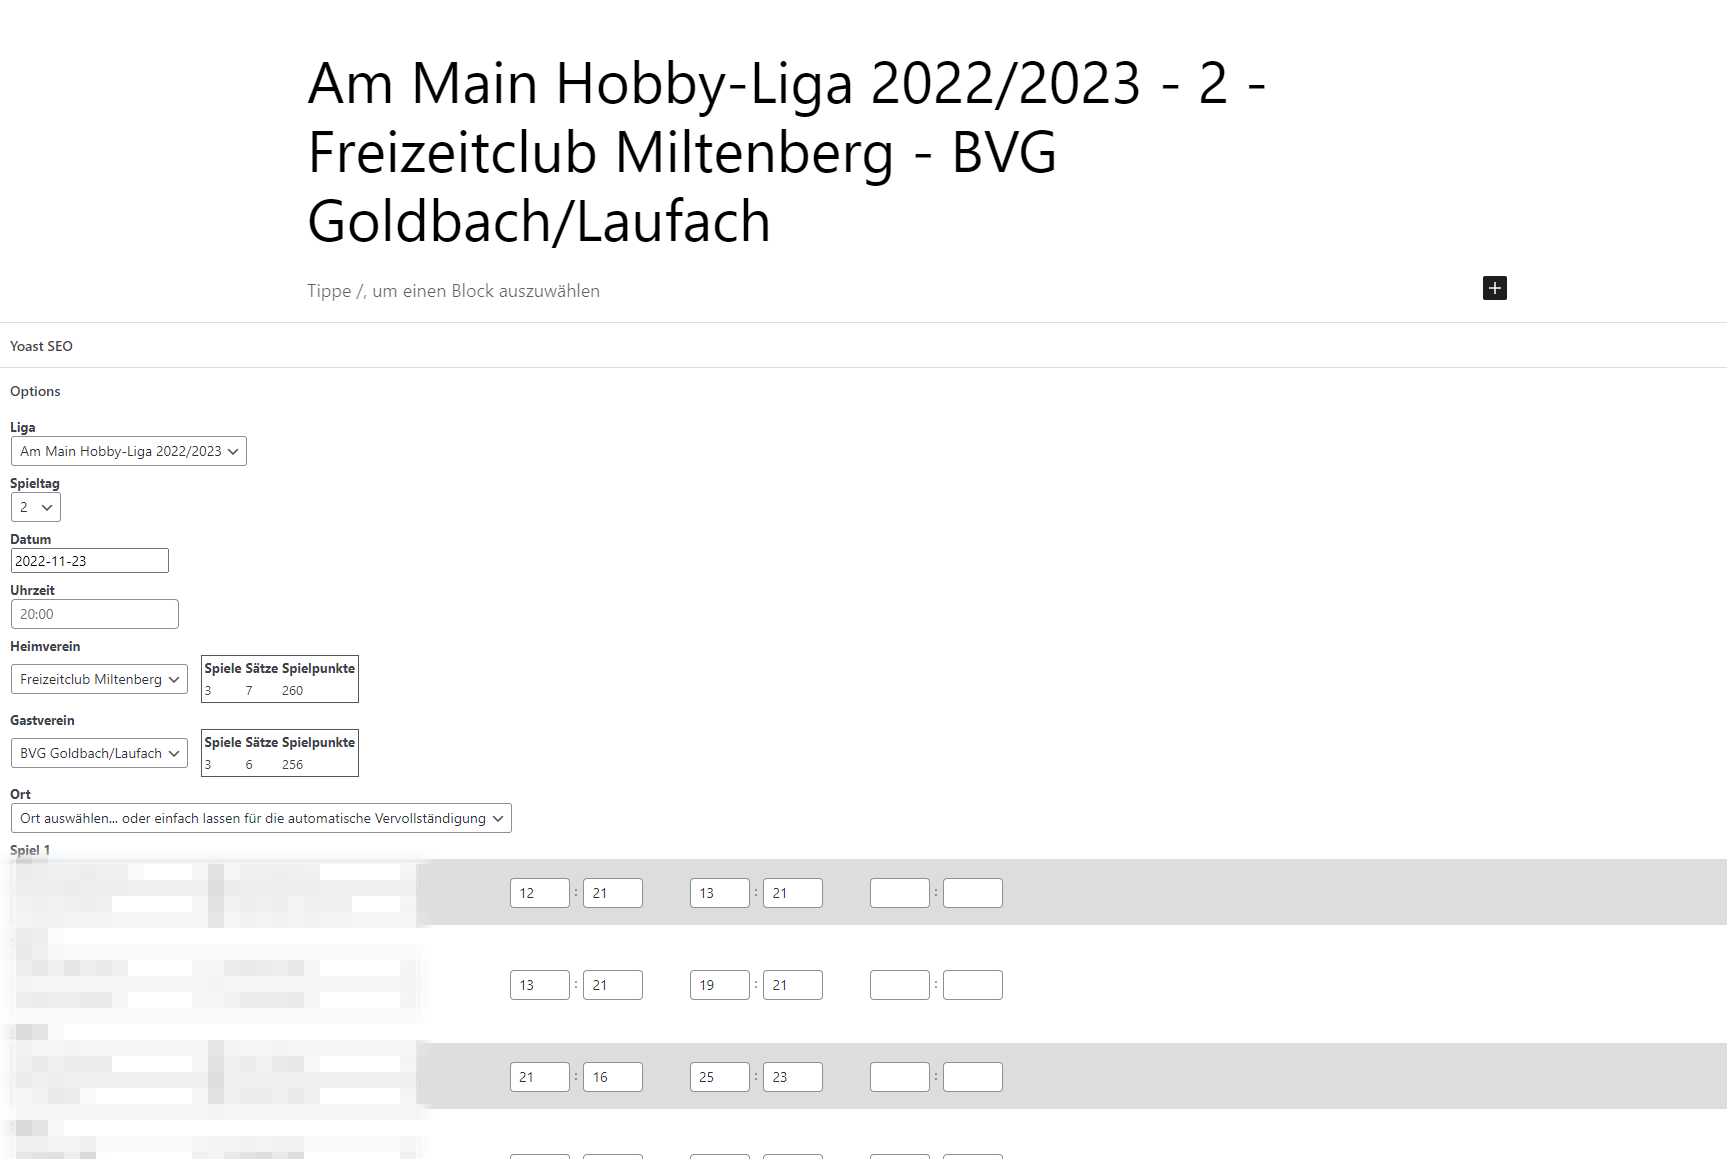 Am Main Hobby-Liga 2022/2023 - 2 -
Freizeitclub Miltenberg - BVG
Goldbach/Laufach
Tippe /, um einen Block auszuwählen
Yoast SEO
Options
Liga
Am Main Hobby-Liga 2022/2023
Spieltag
2
Datum
2022-11-23
Uhrzeit
20:00
Heimverein
Freizeitclub Miltenberg
Spiele Sätze Spielpunkte
3 7 260
Gastverein
BVG Goldbach/Laufach
Spiele Sätze Spielpunkte
3 6 256
Ort
Ort auswählen... oder einfach lassen für die automatische Vervollständigung
Spiel 1
12 : 21 13 : 21 :
13 : 21 19 : 21 :
21 : 16 25 : 23 :